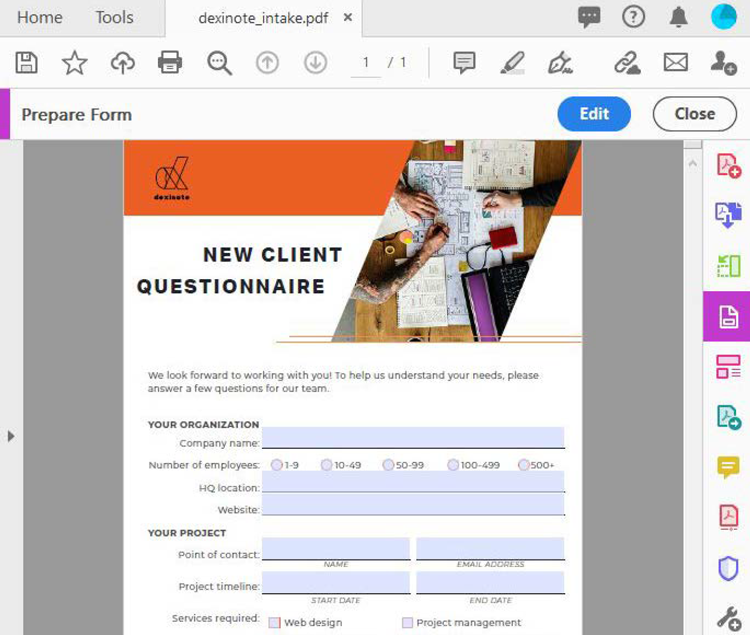 Home
Tools
dexinote_intake.pdf ×
1 / 1
Prepare Form
Edit
Close
dexinote
NEW CLIENT
QUESTIONNAIRE
We look forward to working with you! To help us understand your needs, please
answer a few questions for our team.
YOUR ORGANIZATION
Company name:
Number of employees: 1-9 10-49 50-99 100-499 500+
HQ location:
Website:
YOUR PROJECT
Point of contact:
NAME EMAIL ADDRESS
Project timeline:
START DATE END DATE
Services required: Web design Project management